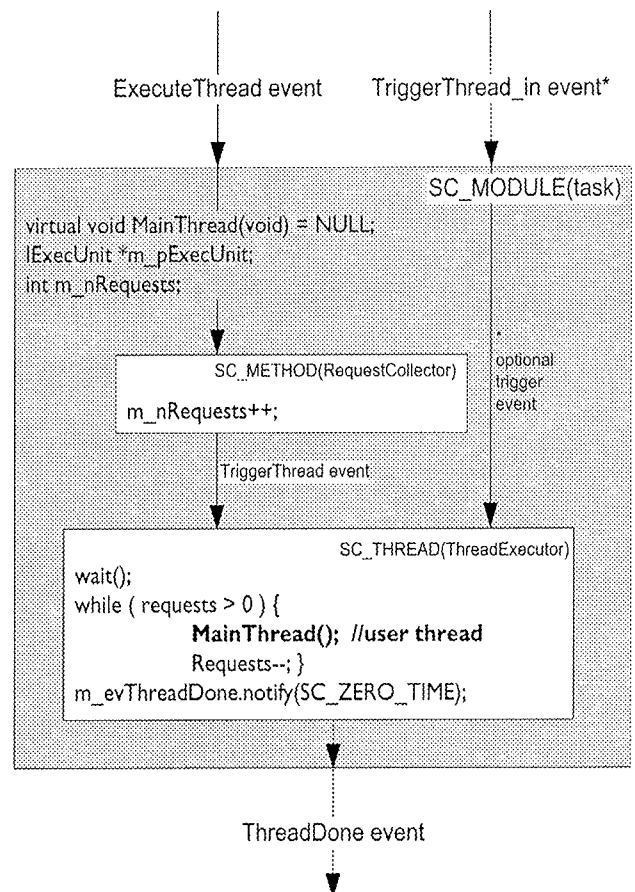 ExecuteThread event
TriggerThread_in event*
SC_MODULE(task)
virtual void MainThread(void) = NULL;
IExecUnit *m_pExecUnit;
int m_nRequests;
*
optional
trigger
event
SC_METHOD(RequestCollector)
m_nRequests++;
TriggerThread event
SC_THREAD(ThreadExecutor)
wait();
while ( requests > 0 ) {
MainThread(); //user thread
Requests--; }
m_evThreadDone.notify(SC_ZERO_TIME);
ThreadDone event